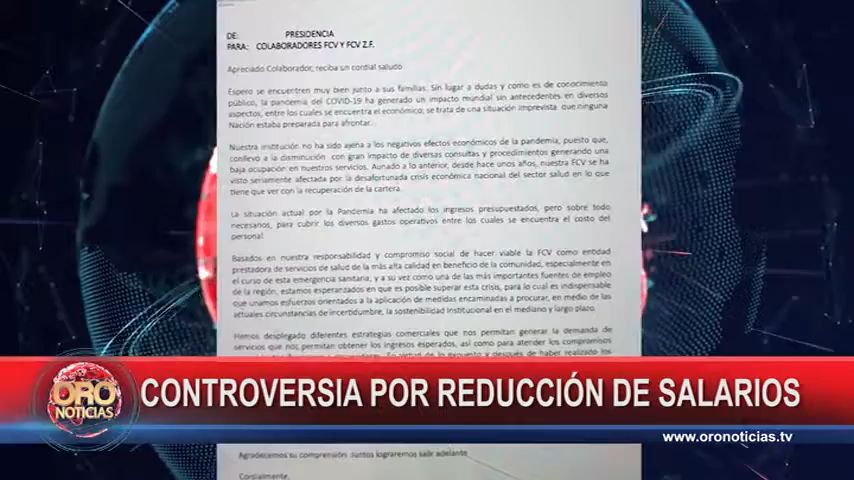 DE: PRESIDENCIA
PARA: COLABORADORES FCV Y FCV Z.F.
Apreciado Colaborador, reciba un cordial saludo
Espero se encuentren muy bien junto a sus familias. Sin lugar a dudas y como es de conocimiento
público, la pandemia del COVID-19 ha generado un impacto mundial sin antecedentes en diversos
aspectos, entre los cuales se encuentra el económico; se trata de una situación imprevista que ninguna
Nación estaba preparada para afrontar.
Nuestra institución no ha sido ajena a los negativos efectos económicos de la pandemia, puesto que,
conllevó a la disminución con gran impacto de diversas consultas y procedimientos generando una
baja ocupación en nuestros servicios. Aunado a lo anterior, desde hace unos años, nuestra FCV se ha
visto seriamente afectada por la desafortunada crisis económica nacional del sector salud en lo que
tiene que ver con la recuperación de la cartera.
La situación actual por la Pandemia ha afectado los ingresos presupuestados, pero sobre todo
necesarios, para cubrir los diversos gastos operativos entre los cuales se encuentra el costo del
personal.
Basados en nuestra responsabilidad y compromiso social de hacer viable la FCV como entidad
prestadora de servicios de salud de la más alta calidad en beneficio de la comunidad, especialmente en
el curso de esta emergencia sanitaria, y a su vez como una de las más importantes fuentes de empleo
de la región, estamos esperanzados en que es posible superar esta crisis, para lo cual es indispensable
que unamos esfuerzos orientados a la aplicación de medidas encaminadas a procurar, en medio de las
actuales circunstancias de incertidumbre, la sostenibilidad Institucional en el mediano y largo plazo.
Hemos desplegado diferentes estrategias comerciales que nos permitan generar la demanda de
servicios que nos permitan obtener los ingresos esperados, así como para atender los compromisos
En virtud de lo expuesto y después de haber realizado los
ORO
NOTICIAS
CONTROVERSIA POR REDUCCIÓN DE SALARIOS
www.oronoticias.tv
Agradecemos su comprensión. Juntos lograremos salir adelante
Cordialmente,